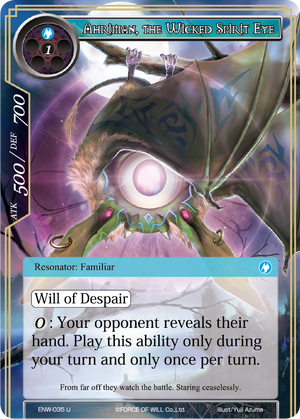 Ahriman, the Wicked Spirit Eye
1
ATK 500 / DEF 700
Resonator: Familiar
Will of Despair
0 : Your opponent reveals their
hand. Play this ability only during
your turn and only once per turn.
From far off they watch the battle. Staring ceaselessly.
ENW-035 U
©FORCE OF WILL Co.,Ltd.
Illust/Yuji Azuma